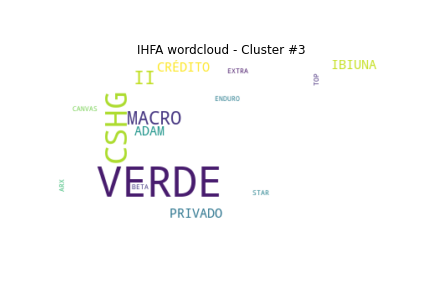 IHFA wordcloud - Cluster #3
IBIUNA
CRÉDITO
EXTRA
II
TOP
ENDURO
CANVAS
CSHG
MACRO
ADAM
VERDE
ARX
BETA
STAR
PRIVADO